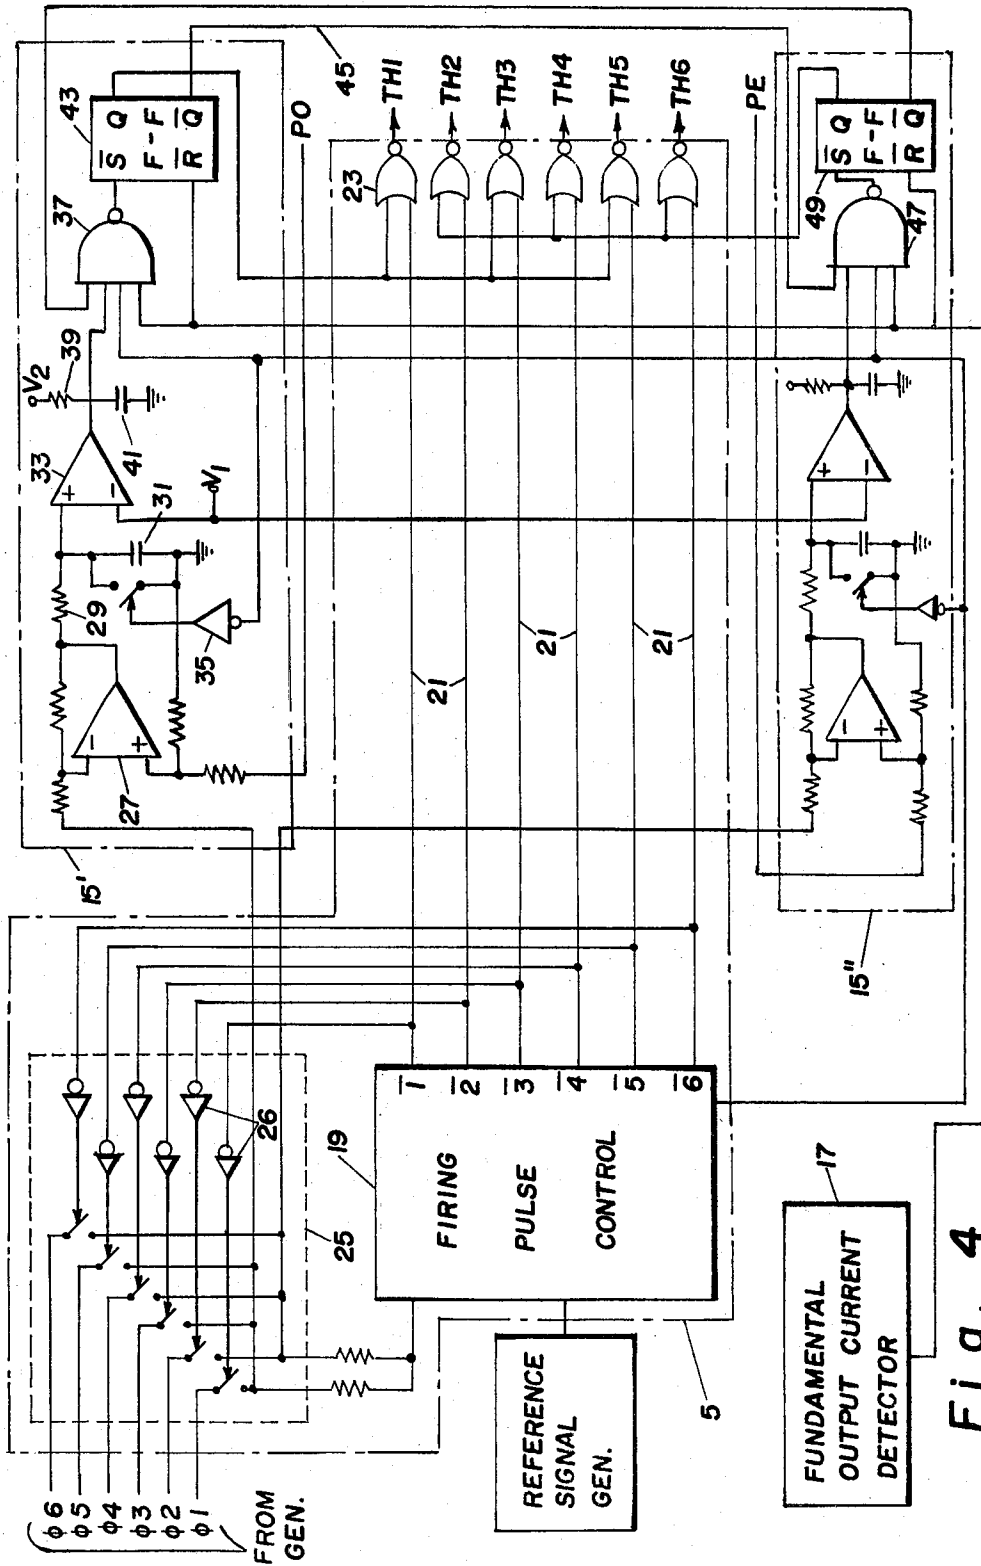 43
S̅ Q
F-F
R̅ Q̅
37
V2
39
33
+
−
41
31
V1
29
35
−
+
27
15'
PO
45
TH1
TH2
TH3
TH4
TH5
TH6
23
PE
S̅ Q
F-F
R̅ Q̅
49
47
21
21
21
+
−
−
+
15"
26
25
19
FIRING
PULSE
CONTROL
1̅
2̅
3̅
4̅
5̅
6̅
5
REFERENCE
SIGNAL
GEN.
17
FUNDAMENTAL
OUTPUT CURRENT
DETECTOR
φ6
φ5
φ4
φ3
φ2
φ1
FROM
GEN.
Fig. 4